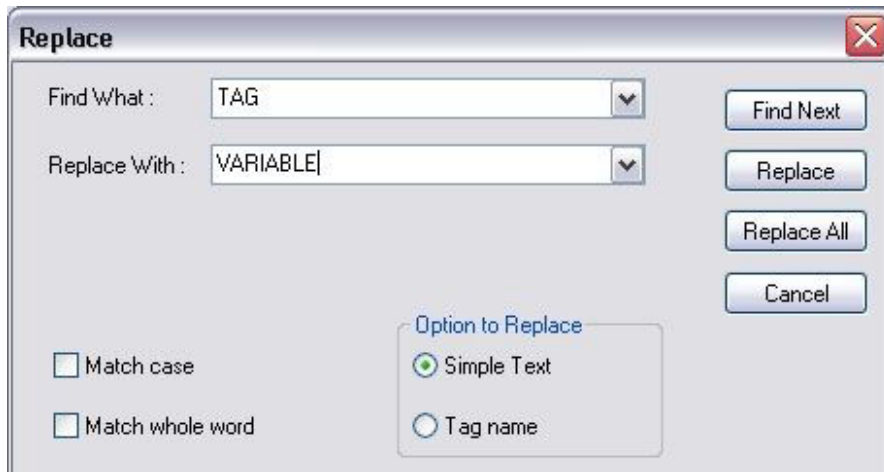 Replace
Find What : TAG
Find Next
Replace With : VARIABLE
Replace
Replace All
Cancel
Option to Replace
Match case
Simple Text
Match whole word
Tag name